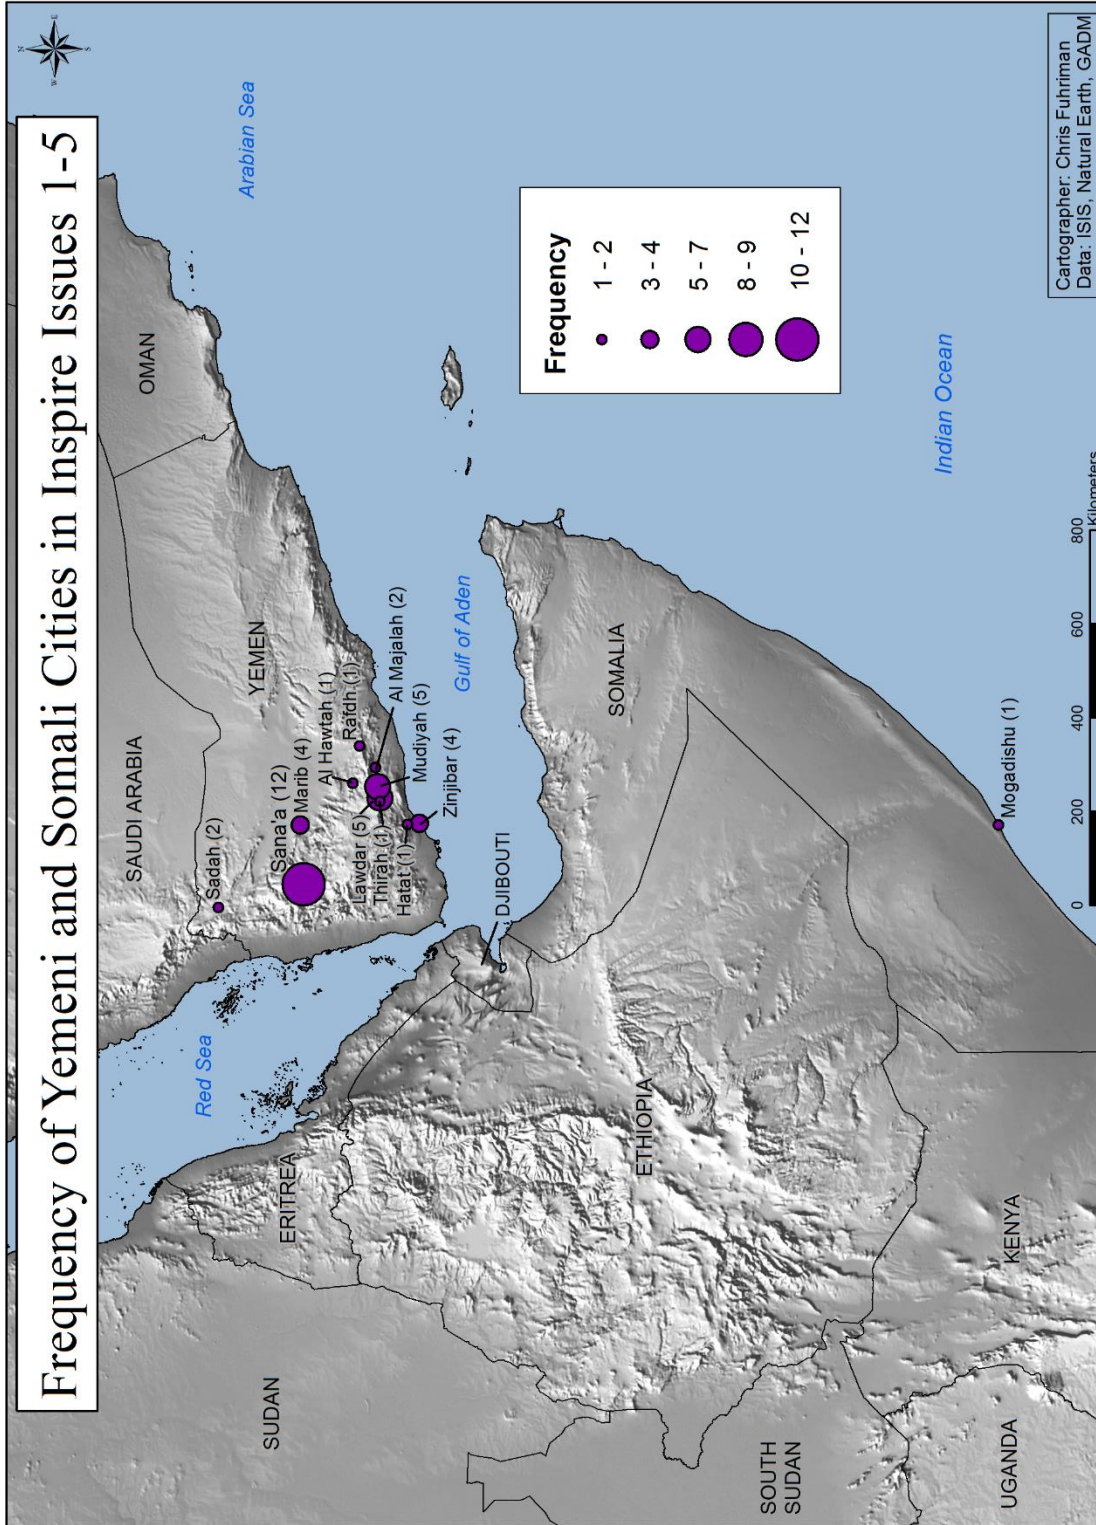 Frequency of Yemeni and Somali Cities in Inspire Issues 1-5
N
W
E
S
SAUDI ARABIA
OMAN
Arabian Sea
Red Sea
Sadah (2)
YEMEN
Sana'a (12)
Marib (4)
Al Hawtah (1)
Rafdh (1)
Lawdar (5)
Thirah (1)
Hatat (1)
Al Majalah (2)
Mudiyah (5)
Zinjibar (4)
Gulf of Aden
SUDAN
ERITREA
DJIBOUTI
ETHIOPIA
SOMALIA
SOUTH
SUDAN
UGANDA
KENYA
Mogadishu (1)
Indian Ocean
Frequency
1 - 2
3 - 4
5 - 7
8 - 9
10 - 12
0
200
400
600
800
Kilometers
Cartographer: Chris Fuhriman
Data: ISIS, Natural Earth, GADM